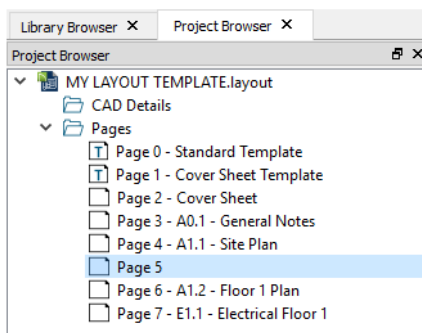 Library Browser ✕ Project Browser ✕
Project Browser
MY LAYOUT TEMPLATE.layout
CAD Details
Pages
T Page 0 - Standard Template
T Page 1 - Cover Sheet Template
Page 2 - Cover Sheet
Page 3 - A0.1 - General Notes
Page 4 - A1.1 - Site Plan
Page 5
Page 6 - A1.2 - Floor 1 Plan
Page 7 - E1.1 - Electrical Floor 1